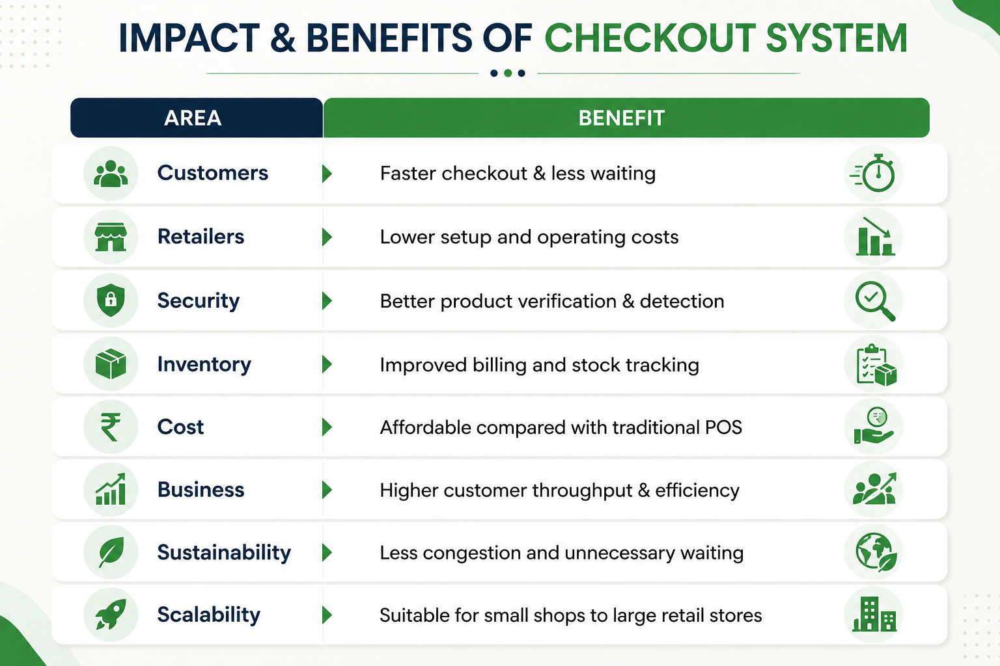 IMPACT & BENEFITS OF CHECKOUT SYSTEM
AREA
BENEFIT
Customers
Faster checkout & less waiting
Retailers
Lower setup and operating costs
Security
Better product verification & detection
Inventory
Improved billing and stock tracking
₹
Cost
Affordable compared with traditional POS
₹
Business
Higher customer throughput & efficiency
Sustainability
Less congestion and unnecessary waiting
Scalability
Suitable for small shops to large retail stores